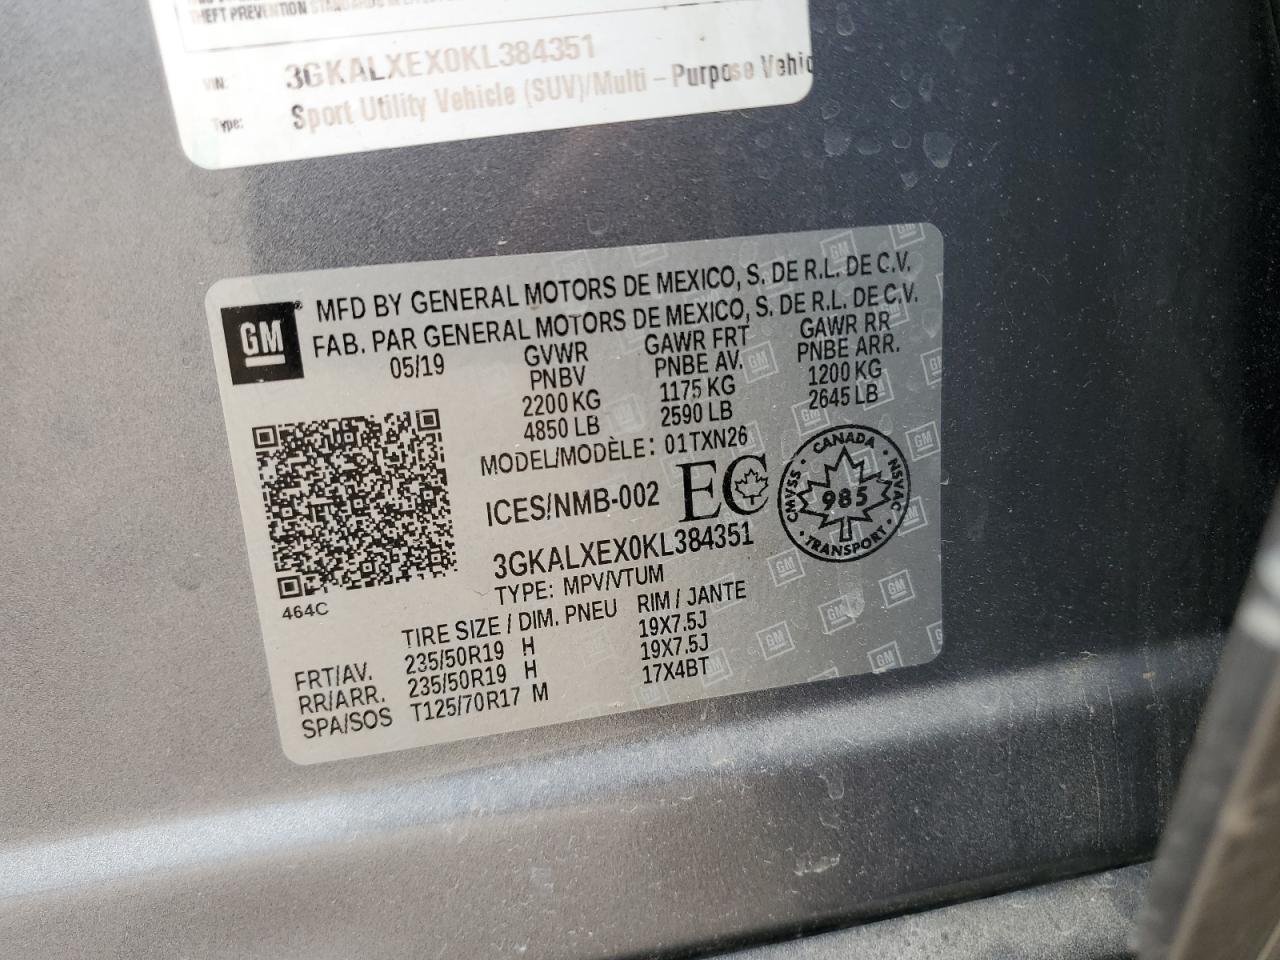 THEFT PREVENTION STANDARDS IN EFFECT
VIN: 3GKALXEX0KL384351
Type: Sport Utility Vehicle (SUV)/Multi - Purpose Vehic
GM ® MFD BY GENERAL MOTORS DE MEXICO, S. DE R.L. DE C.V.
FAB. PAR GENERAL MOTORS DE MEXICO, S. DE R.L. DE C.V.
05/19 GVWR GAWR FRT GAWR RR
PNBV PNBE AV. PNBE ARR.
2200 KG 1175 KG 1200 KG
4850 LB 2590 LB 2645 LB
MODEL/MODÈLE: 01TXN26
ICES/NMB-002 EC
CANADA • NSVAC • TRANSPORT • CMVSS •
985
3GKALXEX0KL384351
464C
TYPE: MPV/VTUM
TIRE SIZE / DIM. PNEU RIM / JANTE
FRT/AV. 235/50R19 H 19X7.5J
RR/ARR. 235/50R19 H 19X7.5J
SPA/SOS T125/70R17 M 17X4BT